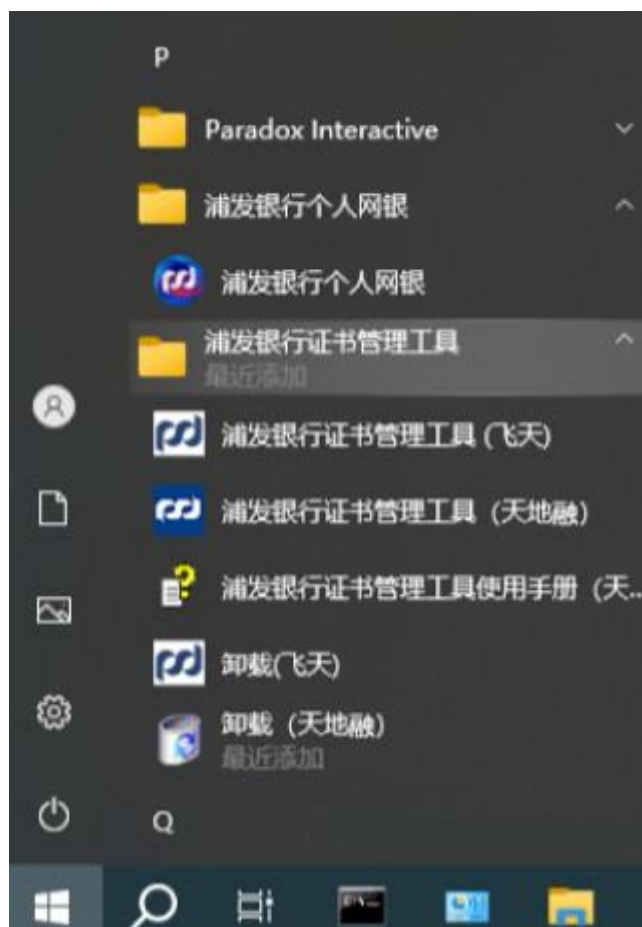 P
Paradox Interactive
浦发银行个人网银
浦发银行个人网银
浦发银行证书管理工具
最近添加
浦发银行证书管理工具 (飞天)
浦发银行证书管理工具（天地融）
浦发银行证书管理工具使用手册（天...
卸载(飞天)
卸载（天地融）
最近添加
Q